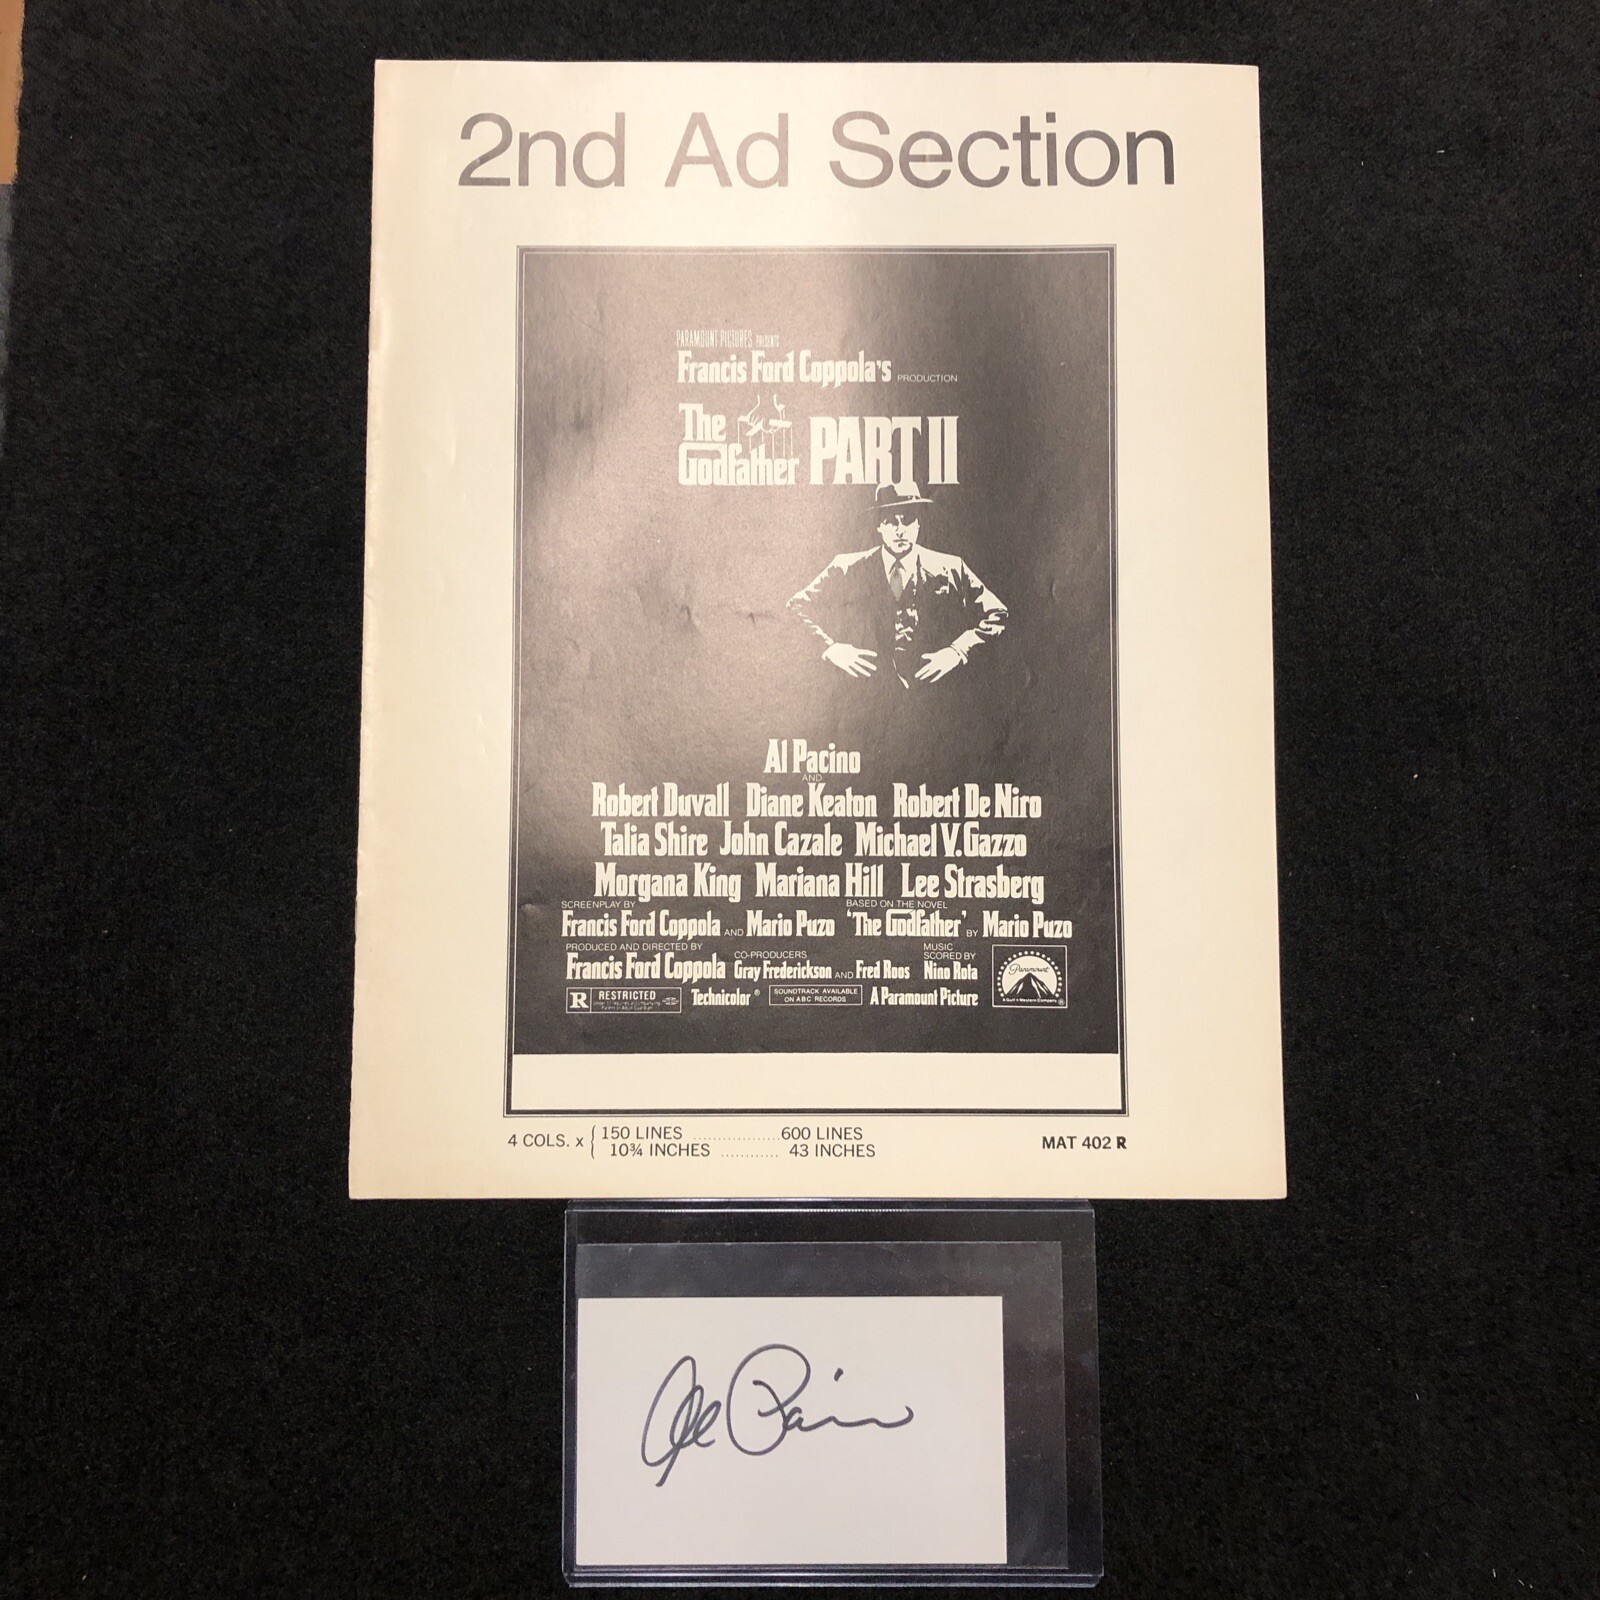 2nd Ad Section
PARAMOUNT PICTURES PRESENTS
Francis Ford Coppola's PRODUCTION
The Godfather PART II
Al Pacino
AND
Robert Duvall Diane Keaton Robert De Niro
Talia Shire John Cazale Michael V. Gazzo
Morgana King Mariana Hill Lee Strasberg
SCREENPLAY BY BASED ON THE NOVEL
Francis Ford Coppola AND Mario Puzo 'The Godfather' BY Mario Puzo
PRODUCED AND DIRECTED BY CO-PRODUCERS MUSIC SCORED BY
Francis Ford Coppola Gray Frederickson AND Fred Roos Nino Rota
R RESTRICTED Technicolor® SOUNDTRACK AVAILABLE ON ABC RECORDS A Paramount Picture
Paramount
A Gulf + Western Company
4 COLS. x { 150 LINES .................. 600 LINES
10¾ INCHES ............ 43 INCHES
MAT 402 R
Al Pacino